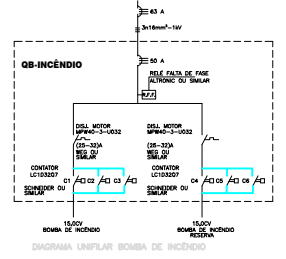 63 A
3n16mm²-1kV
QB-INCÊNDIO
50 A
RELÉ FALTA DE FASE
ALTRONIC OU SIMILAR
R.F.F.
DISJ. MOTOR
MPW40-3-U032
(25-32)A
WEG OU
SIMILAR
CONTATOR
LC1D32Q7
SCHNEIDER OU
SIMILAR
C1
C2
C3
DISJ. MOTOR
MPW40-3-U032
(25-32)A
WEG OU
SIMILAR
CONTATOR
LC1D32Q7
SCHNEIDER OU
SIMILAR
C4
C5
C6
15,0CV
BOMBA DE INCÊNDIO
15,0CV
BOMBA DE INCÊNDIO
RESERVA
DIAGRAMA UNIFILAR BOMBA DE INCÊNDIO